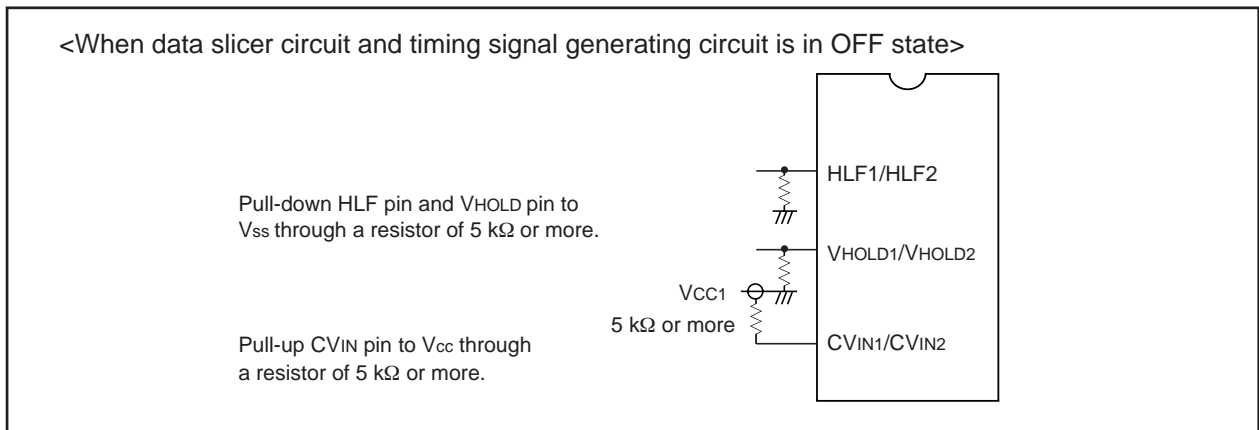 <When data slicer circuit and timing signal generating circuit is in OFF state>
HLF1/HLF2
Pull-down HLF pin and VHOLD pin to
Vss through a resistor of 5 kΩ or more.
VHOLD1/VHOLD2
VCC1
5 kΩ or more
Pull-up CVIN pin to Vcc through
a resistor of 5 kΩ or more.
CVIN1/CVIN2